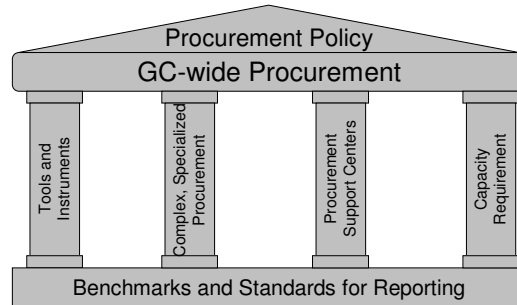 Procurement Policy
GC-wide Procurement
Tools and
Instruments
Complex, Specialized
Procurement
Procurement
Support Centers
Capacity
Requirement
Benchmarks and Standards for Reporting